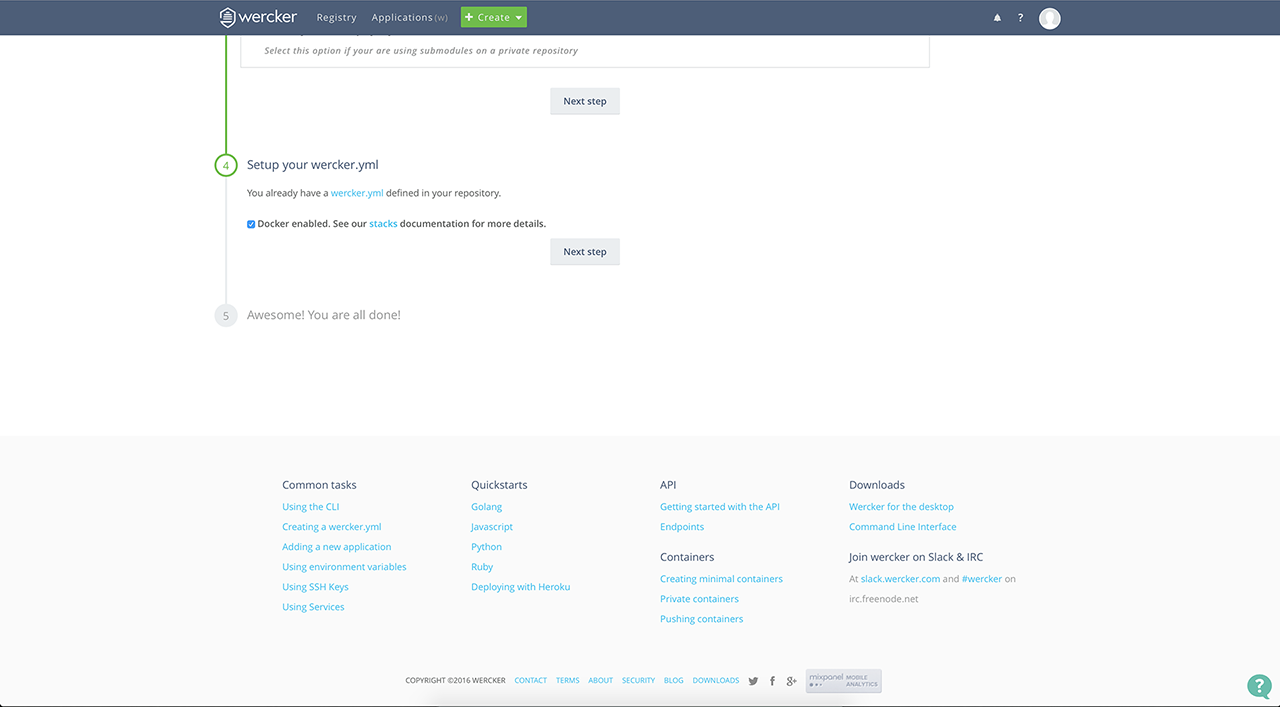 wercker Registry Applications(w) + Create ? 
Select this option if your are using submodules on a private repository
Next step
4 Setup your wercker.yml
You already have a wercker.yml defined in your repository.
Docker enabled. See our stacks documentation for more details.
Next step
5 Awesome! You are all done!
Common tasks
Using the CLI
Creating a wercker.yml
Adding a new application
Using environment variables
Using SSH Keys
Using Services
Quickstarts
Golang
Javascript
Python
Ruby
Deploying with Heroku
API
Getting started with the API
Endpoints
Containers
Creating minimal containers
Private containers
Pushing containers
Downloads
Wercker for the desktop
Command Line Interface
Join wercker on Slack & IRC
At slack.wercker.com and #wercker on
irc.freenode.net
COPYRIGHT ©2016 WERCKER CONTACT TERMS ABOUT SECURITY BLOG DOWNLOADS
mixpanel MOBILE
ANALYTICS
?